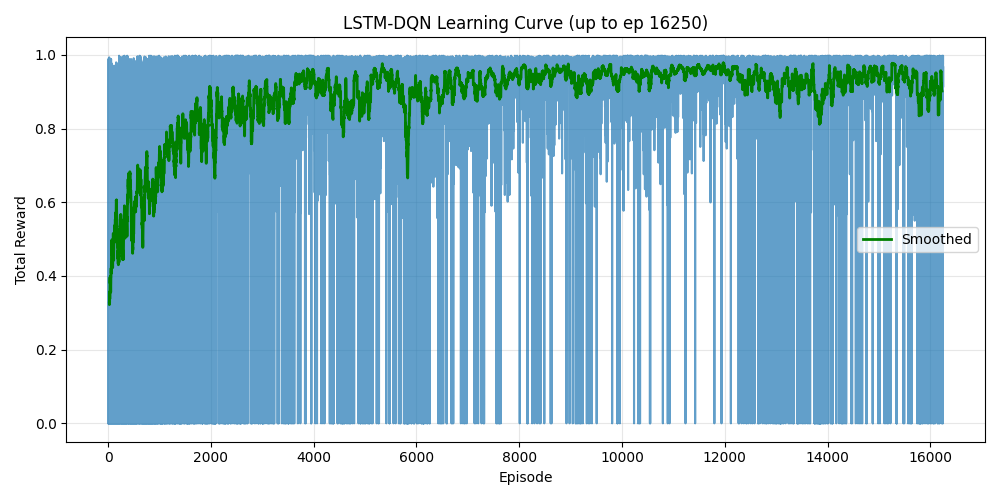 LSTM-DQN Learning Curve (up to ep 16250)
1.0
0.8
0.6
0.4
0.2
0.0
Total Reward
Smoothed
0 2000 4000 6000 8000 10000 12000 14000 16000
Episode